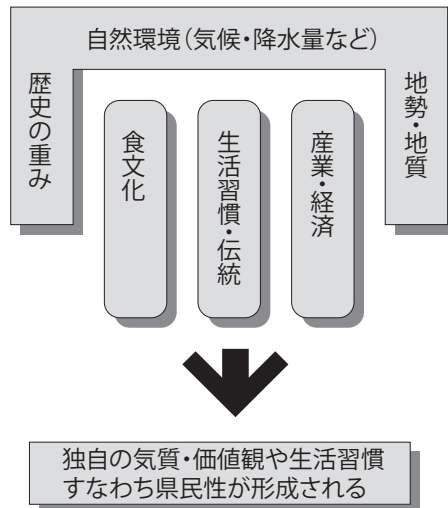 自然環境(気候・降水量など)
歴史の重み
食文化
生活習慣・伝統
産業・経済
地勢・地質
独自の気質・価値観や生活習慣
すなわち県民性が形成される